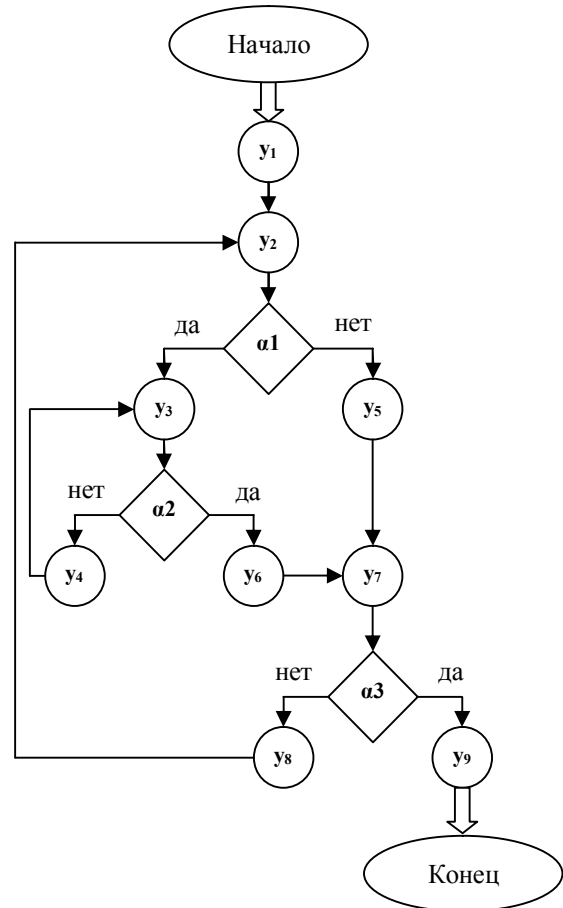 Начало
y1
y2
да
α1
нет
y3
y5
нет
α2
да
y4
y6
y7
нет
α3
да
y8
y9
Конец